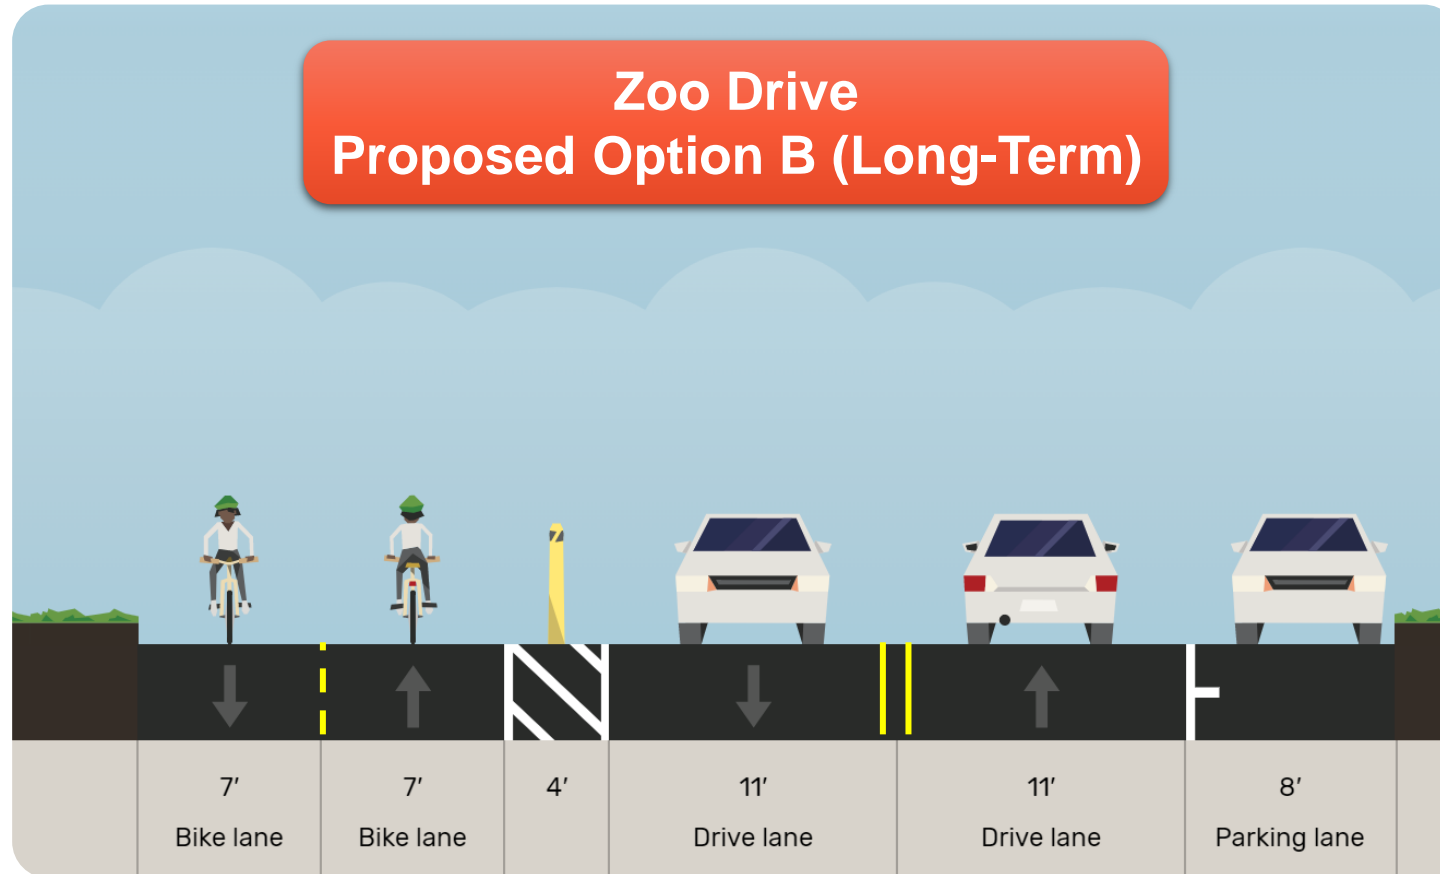 Zoo Drive
Proposed Option B (Long-Term)
7' 7' 4' 11' 11' 8'
Bike lane Bike lane Drive lane Drive lane Parking lane